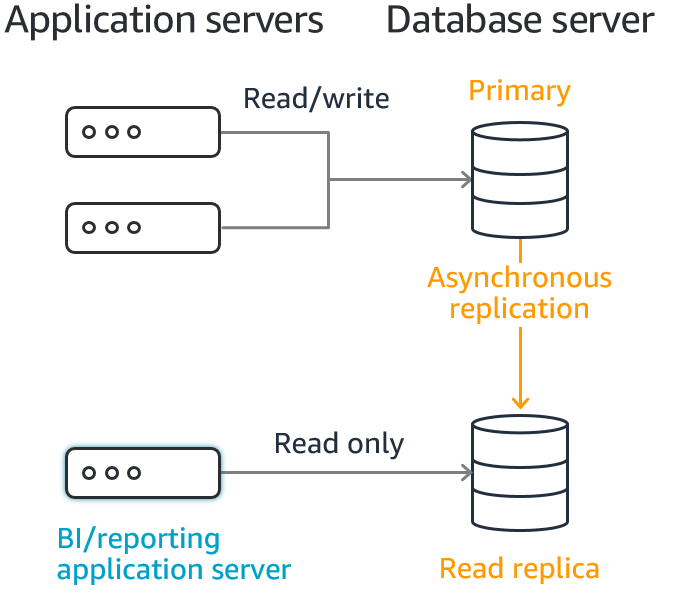 Application servers
Database server
Read/write
Primary
Asynchronous
replication
Read only
BI/reporting
application server
Read replica